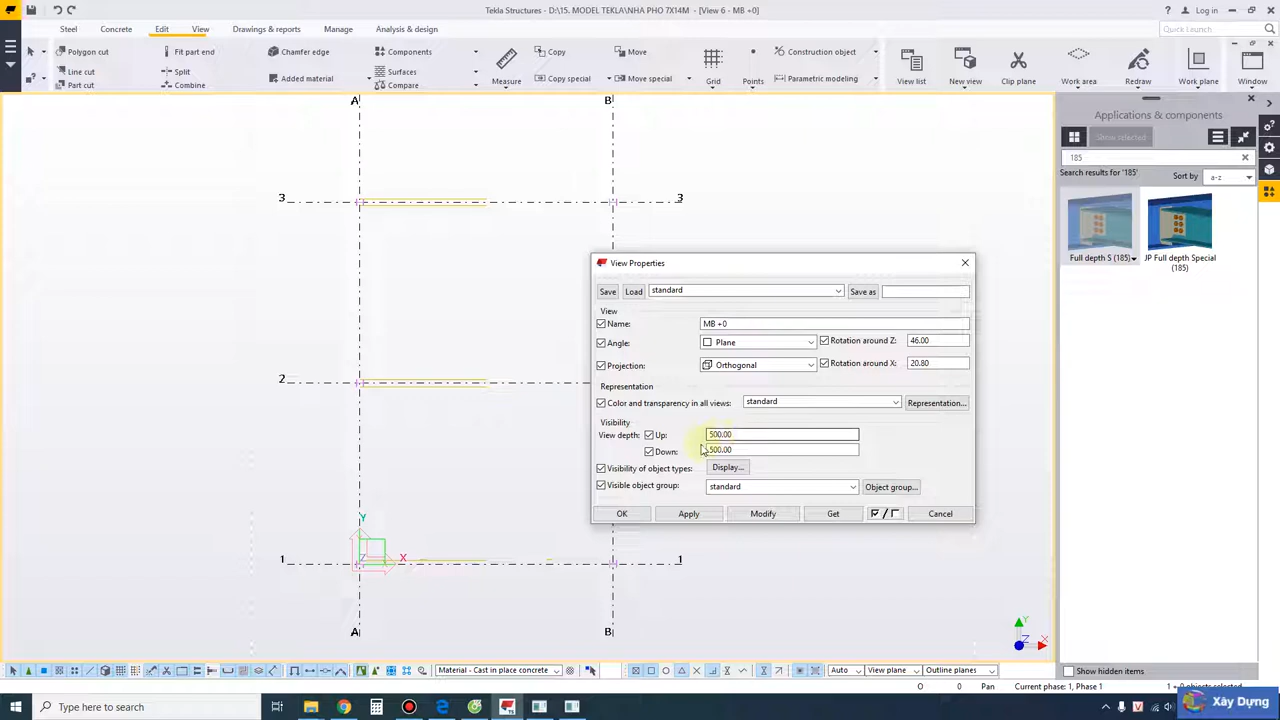 Tekla Structures - D:\15. MODEL TEKLA\NHA PHO 7X14M - [View 6 - MB +0]
Log in
Steel Concrete Edit View Drawings & reports Manage Analysis & design
Quick Launch
Polygon cut Fit part end Chamfer edge Components Copy Move Construction object
Line cut Split Added material Surfaces Measure Copy special Move special Grid Points Parametric modeling View list New view Clip plane Work area Redraw Work plane Window
Part cut Combine Compare
A B
Applications & components
Show selected
185
Search results for '185' Sort by a-z
3 3
Full depth S (185) JP Full depth Special (185)
View Properties
Save Load standard Save as
View
Name: MB +0
Angle: Plane Rotation around Z: 46.00
Projection: Orthogonal Rotation around X: 20.80
2
Representation
Color and transparency in all views: standard Representation...
Visibility
View depth: Up: 500.00
Down: 500.00
Visibility of object types: Display...
Visible object group: standard Object group...
OK Apply Modify Get Cancel
Y
1 Z X 1
A B
Y
Z X
Material - Cast in place concrete Auto View plane Outline planes
Show hidden items
O 0 Pan Current phase: 1, Phase 1 1 + 0 objects selected
Type here to search
Xây Dựng